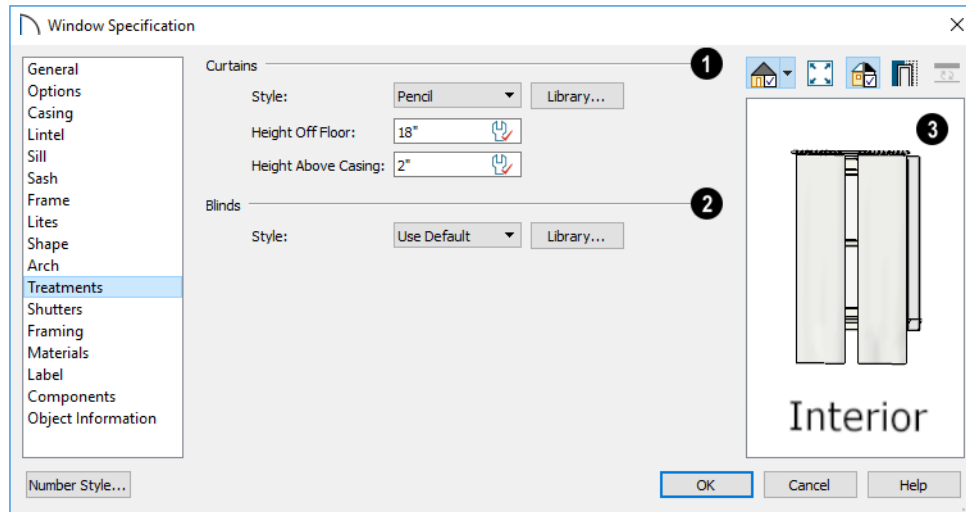 Window Specification
General
Options
Casing
Lintel
Sill
Sash
Frame
Lites
Shape
Arch
Treatments
Shutters
Framing
Materials
Label
Components
Object Information
Curtains 1
Style: Pencil Library...
Height Off Floor: 18"
Height Above Casing: 2"
Blinds 2
Style: Use Default Library...
3
Interior
Number Style... OK Cancel Help